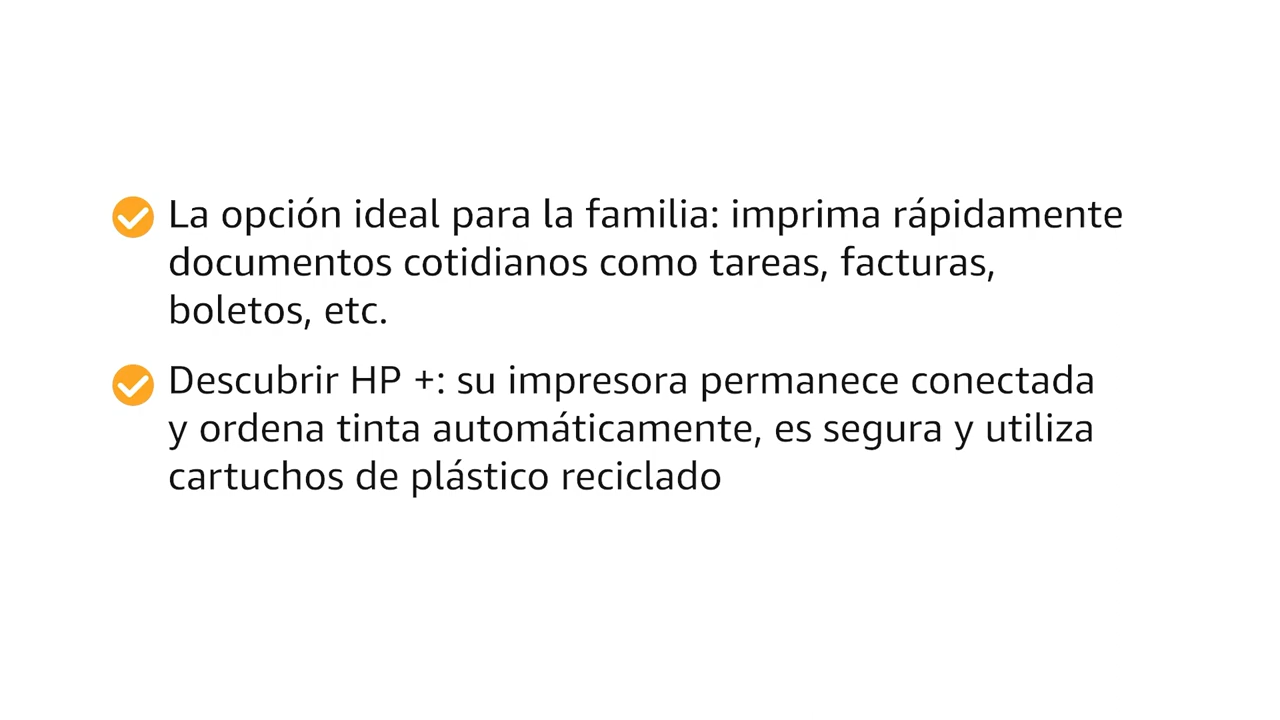 La opción ideal para la familia: imprima rápidamente
documentos cotidianos como tareas, facturas,
boletos, etc.
Descubrir HP +: su impresora permanece conectada
y ordena tinta automáticamente, es segura y utiliza
cartuchos de plástico reciclado